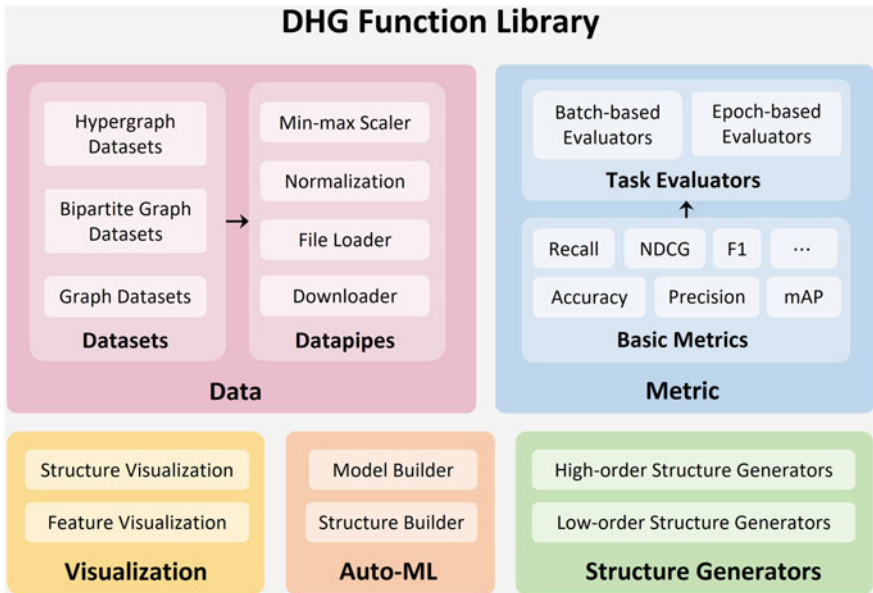 DHG Function Library
Hypergraph
Datasets
Bipartite Graph
Datasets
Graph Datasets
Datasets
Min-max Scaler
Normalization
File Loader
Downloader
Datapipes
Data
Batch-based
Evaluators
Epoch-based
Evaluators
Task Evaluators
Recall
NDCG
F1
...
Accuracy
Precision
mAP
Basic Metrics
Metric
Structure Visualization
Feature Visualization
Visualization
Model Builder
Structure Builder
Auto-ML
High-order Structure Generators
Low-order Structure Generators
Structure Generators